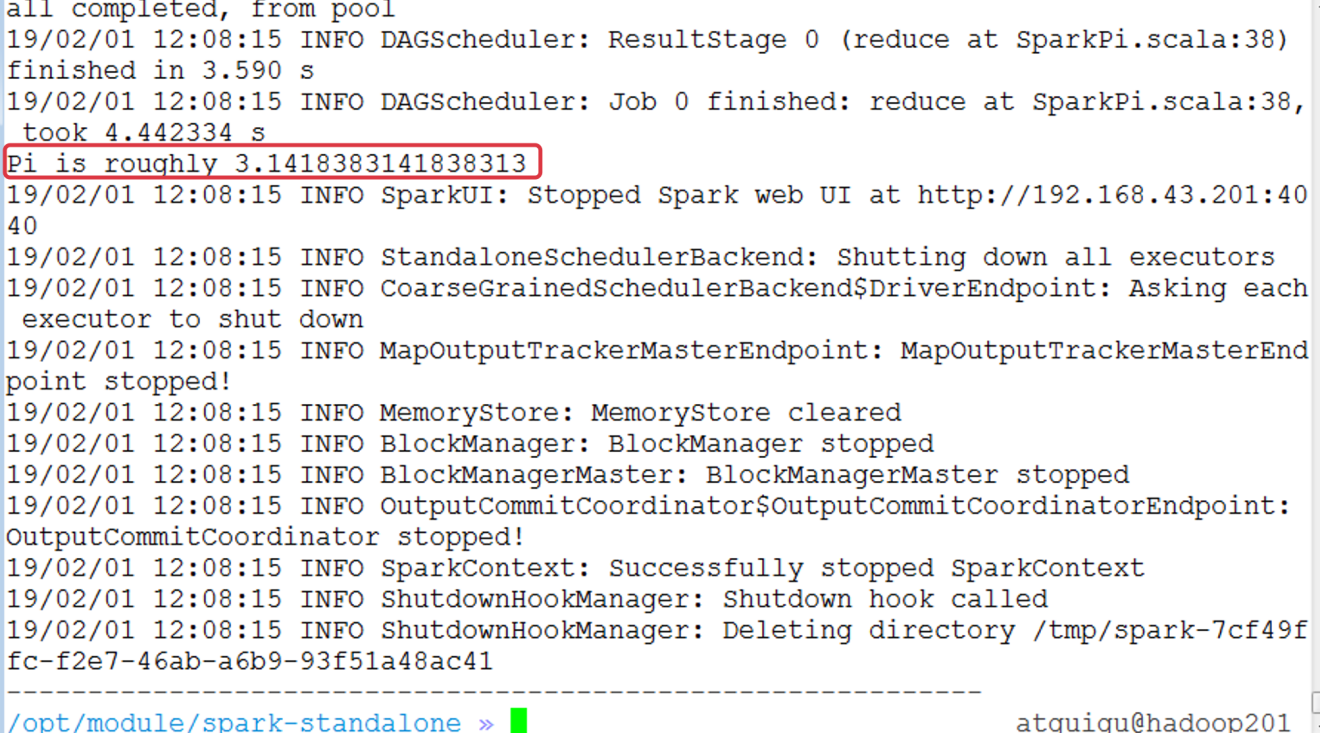 all completed, from pool
19/02/01 12:08:15 INFO DAGScheduler: ResultStage 0 (reduce at SparkPi.scala:38)
finished in 3.590 s
19/02/01 12:08:15 INFO DAGScheduler: Job 0 finished: reduce at SparkPi.scala:38,
took 4.442334 s
Pi is roughly 3.1418383141838313
19/02/01 12:08:15 INFO SparkUI: Stopped Spark web UI at http://192.168.43.201:40
40
19/02/01 12:08:15 INFO StandaloneSchedulerBackend: Shutting down all executors
19/02/01 12:08:15 INFO CoarseGrainedSchedulerBackend$DriverEndpoint: Asking each
executor to shut down
19/02/01 12:08:15 INFO MapOutputTrackerMasterEndpoint: MapOutputTrackerMasterEnd
point stopped!
19/02/01 12:08:15 INFO MemoryStore: MemoryStore cleared
19/02/01 12:08:15 INFO BlockManager: BlockManager stopped
19/02/01 12:08:15 INFO BlockManagerMaster: BlockManagerMaster stopped
19/02/01 12:08:15 INFO OutputCommitCoordinator$OutputCommitCoordinatorEndpoint:
OutputCommitCoordinator stopped!
19/02/01 12:08:15 INFO SparkContext: Successfully stopped SparkContext
19/02/01 12:08:15 INFO ShutdownHookManager: Shutdown hook called
19/02/01 12:08:15 INFO ShutdownHookManager: Deleting directory /tmp/spark-7cf49f
fc-f2e7-46ab-a6b9-93f51a48ac41
------------------------------------------------------------
/opt/module/spark-standalone » atguigu@hadoop201